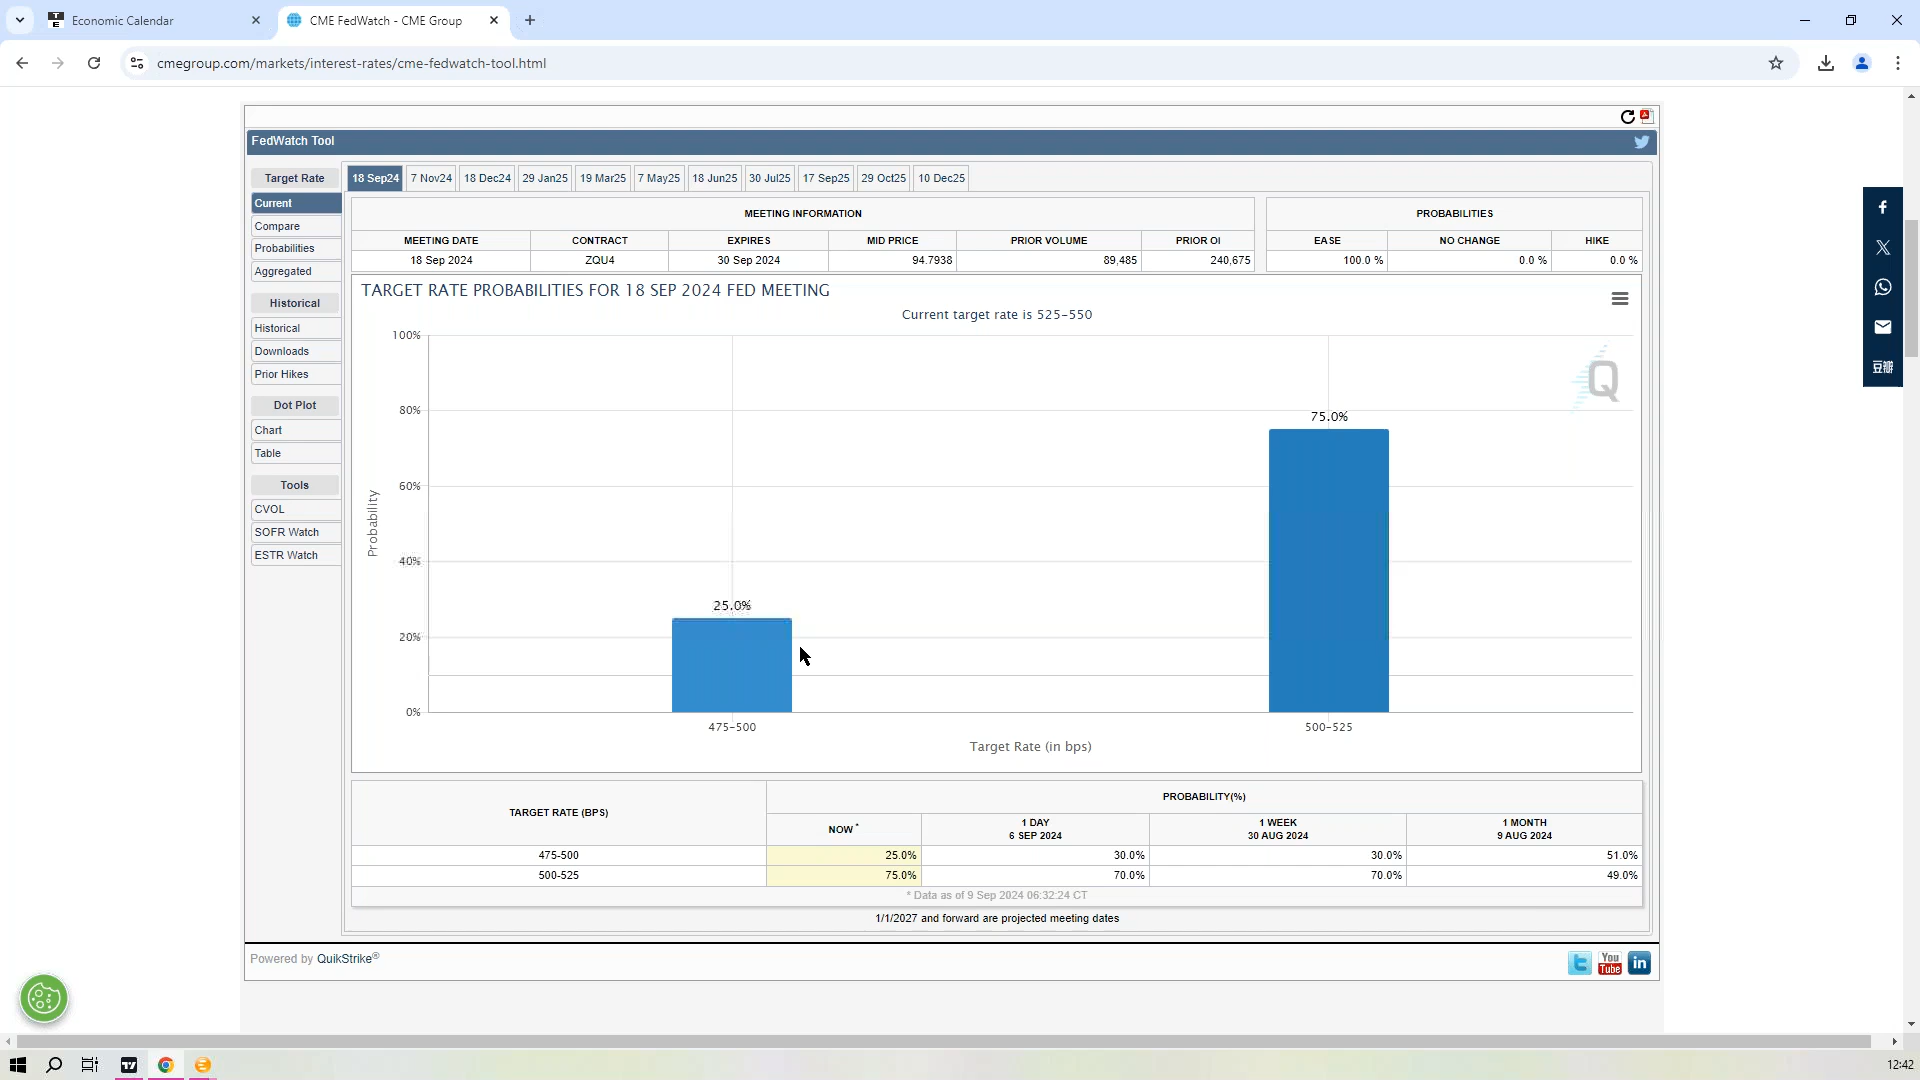 Economic Calendar
CME FedWatch - CME Group
cmegroup.com/markets/interest-rates/cme-fedwatch-tool.html
FedWatch Tool
Target Rate
Current
Compare
Probabilities
Aggregated
Historical
Historical
Downloads
Prior Hikes
Dot Plot
Chart
Table
Tools
CVOL
SOFR Watch
ESTR Watch
18 Sep24 7 Nov24 18 Dec24 29 Jan25 19 Mar25 7 May25 18 Jun25 30 Jul25 17 Sep25 29 Oct25 10 Dec25
MEETING INFORMATION
MEETING DATE CONTRACT EXPIRES MID PRICE PRIOR VOLUME PRIOR OI
18 Sep 2024 ZQU4 30 Sep 2024 94.7938 89,485 240,675
PROBABILITIES
EASE NO CHANGE HIKE
100.0 % 0.0 % 0.0 %
TARGET RATE PROBABILITIES FOR 18 SEP 2024 FED MEETING
Current target rate is 525-550
100%
80%
60%
40%
20%
0%
Probability
Q
25.0%
75.0%
475-500
500-525
Target Rate (in bps)
TARGET RATE (BPS)
PROBABILITY(%)
NOW *
1 DAY
6 SEP 2024
1 WEEK
30 AUG 2024
1 MONTH
9 AUG 2024
475-500 25.0% 30.0% 30.0% 51.0%
500-525 75.0% 70.0% 70.0% 49.0%
* Data as of 9 Sep 2024 06:32:24 CT
1/1/2027 and forward are projected meeting dates
Powered by QuikStrike®
You
Tube
in
豆瓣
12:42